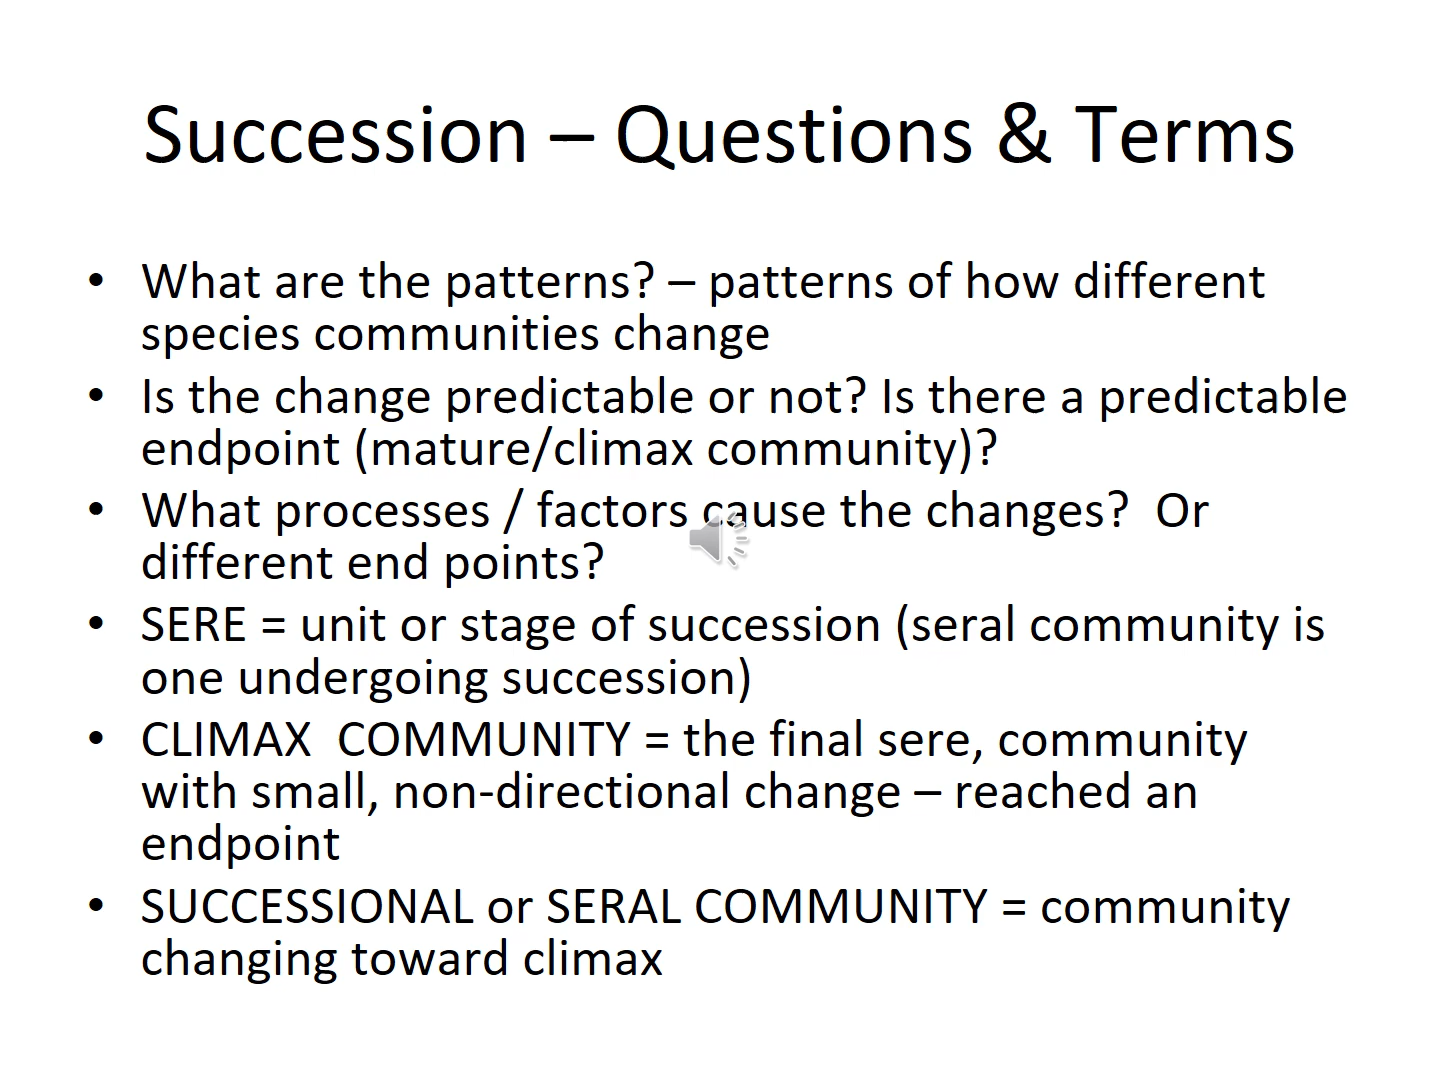 Succession – Questions & Terms
• What are the patterns? – patterns of how different
species communities change
• Is the change predictable or not? Is there a predictable
endpoint (mature/climax community)?
• What processes / factors cause the changes?  Or
different end points?
• SERE = unit or stage of succession (seral community is
one undergoing succession)
• CLIMAX  COMMUNITY = the final sere, community
with small, non-directional change – reached an
endpoint
• SUCCESSIONAL or SERAL COMMUNITY = community
changing toward climax